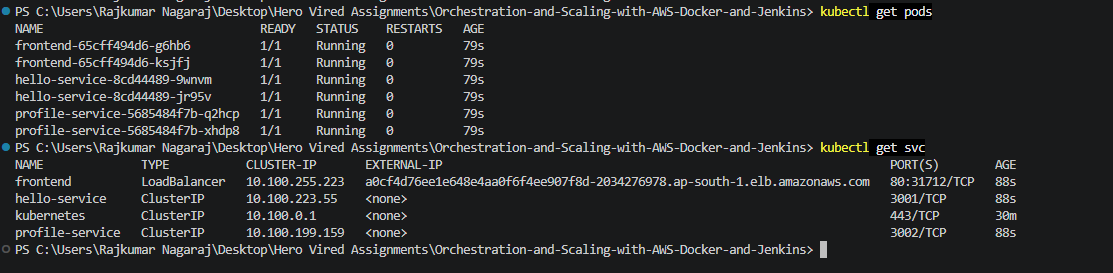 PS C:\Users\Rajkumar Nagaraj\Desktop\Hero Vired Assignments\Orchestration-and-Scaling-with-AWS-Docker-and-Jenkins> kubectl get pods
NAME READY STATUS RESTARTS AGE
frontend-65cff494d6-g6hb6 1/1 Running 0 79s
frontend-65cff494d6-ksjfj 1/1 Running 0 79s
hello-service-8cd44489-9wnvm 1/1 Running 0 79s
hello-service-8cd44489-jr95v 1/1 Running 0 79s
profile-service-5685484f7b-q2hcp 1/1 Running 0 79s
profile-service-5685484f7b-xhdp8 1/1 Running 0 79s
PS C:\Users\Rajkumar Nagaraj\Desktop\Hero Vired Assignments\Orchestration-and-Scaling-with-AWS-Docker-and-Jenkins> kubectl get svc
NAME TYPE CLUSTER-IP EXTERNAL-IP PORT(S) AGE
frontend LoadBalancer 10.100.255.223 a0cf4d76ee1e648e4aa0f6f4ee907f8d-2034276978.ap-south-1.elb.amazonaws.com 80:31712/TCP 88s
hello-service ClusterIP 10.100.223.55 <none> 3001/TCP 88s
kubernetes ClusterIP 10.100.0.1 <none> 443/TCP 30m
profile-service ClusterIP 10.100.199.159 <none> 3002/TCP 88s
PS C:\Users\Rajkumar Nagaraj\Desktop\Hero Vired Assignments\Orchestration-and-Scaling-with-AWS-Docker-and-Jenkins>